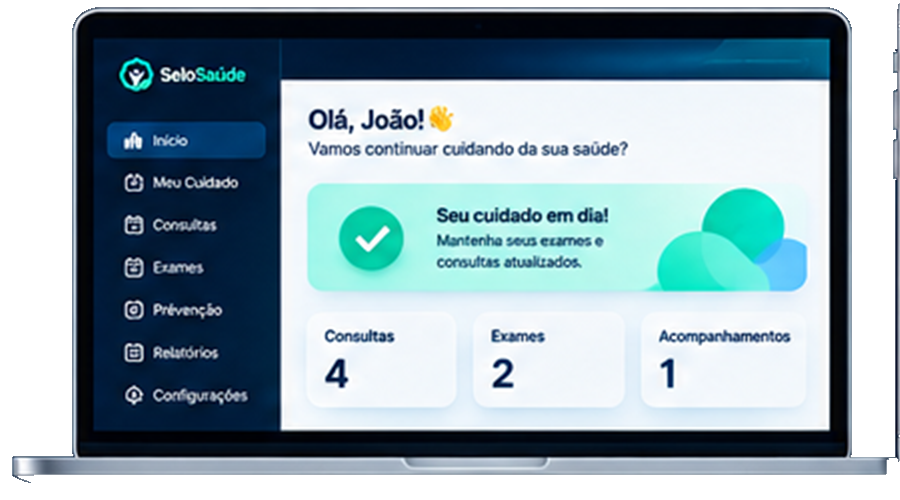 SeloSaúde
Início
Meu Cuidado
Consultas
Exames
Prévenção
Relatórios
Configurações
Olá, João!👋
Vamos continuar cuidando da sua saúde?
Seu cuidado em dia!
Mantenha seus exames e
consultas atualizados.
Consultas
4
Exames
2
Acompanhamentos
1